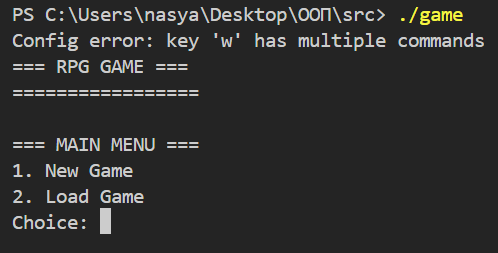 PS C:\Users\nasya\Desktop\ООП\src> ./game
Config error: key 'w' has multiple commands
=== RPG GAME ===
=================

=== MAIN MENU ===
1. New Game
2. Load Game
Choice: